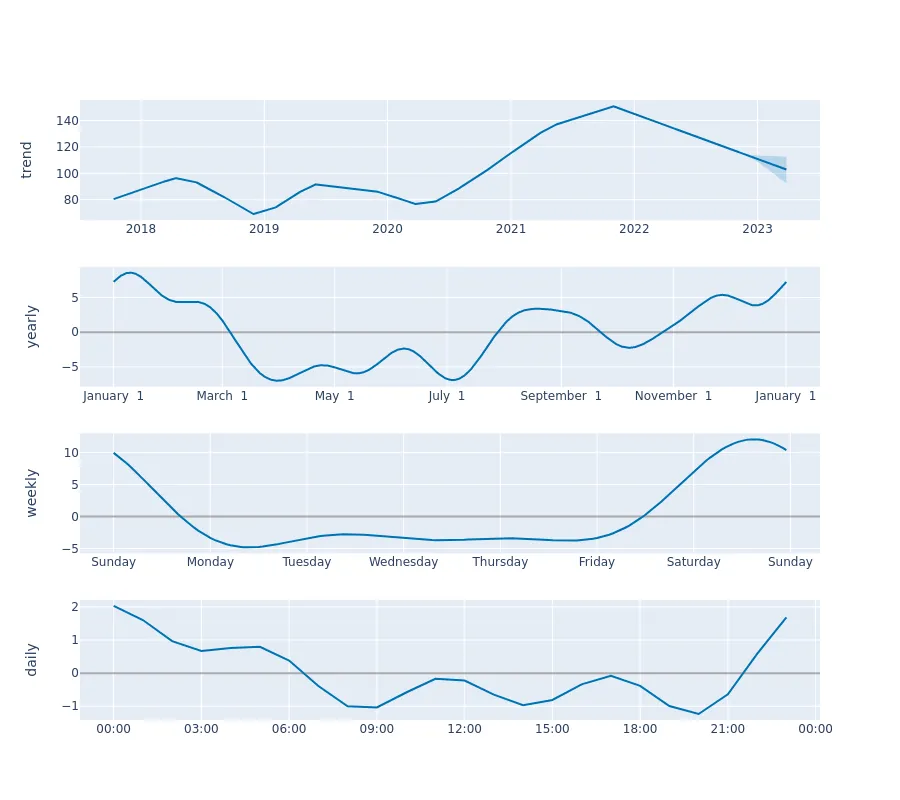 trend
140
120
100
80
2018 2019 2020 2021 2022 2023
yearly
5
0
−5
January 1 March 1 May 1 July 1 September 1 November 1 January 1
weekly
10
5
0
−5
Sunday Monday Tuesday Wednesday Thursday Friday Saturday Sunday
daily
2
1
0
−1
00:00 03:00 06:00 09:00 12:00 15:00 18:00 21:00 00:00